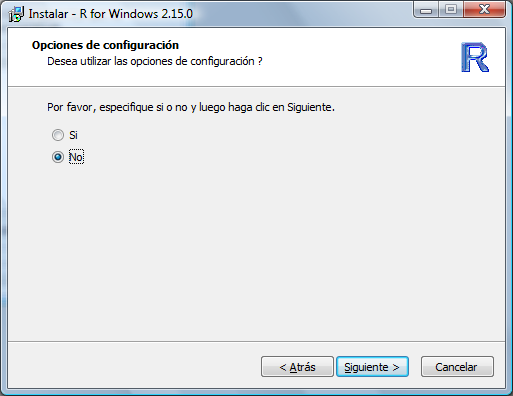 Instalar - R for Windows 2.15.0
Opciones de configuración
Desea utilizar las opciones de configuración ?
R
Por favor, especifique si o no y luego haga clic en Siguiente.
Si
No
< Atrás
Siguiente >
Cancelar